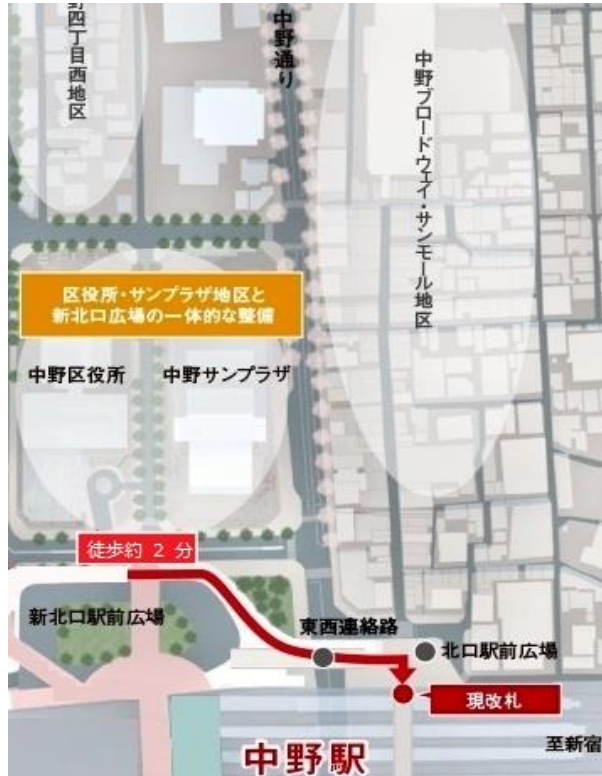 野四丁目西地区
中野通り
中野ブロードウェイ・サンモール地区
区役所・サンプラザ地区と
新北口広場の一体的な整備
中野区役所
中野サンプラザ
徒歩約 2 分
新北口駅前広場
東西連絡路
北口駅前広場
現改札
至新宿
中野駅